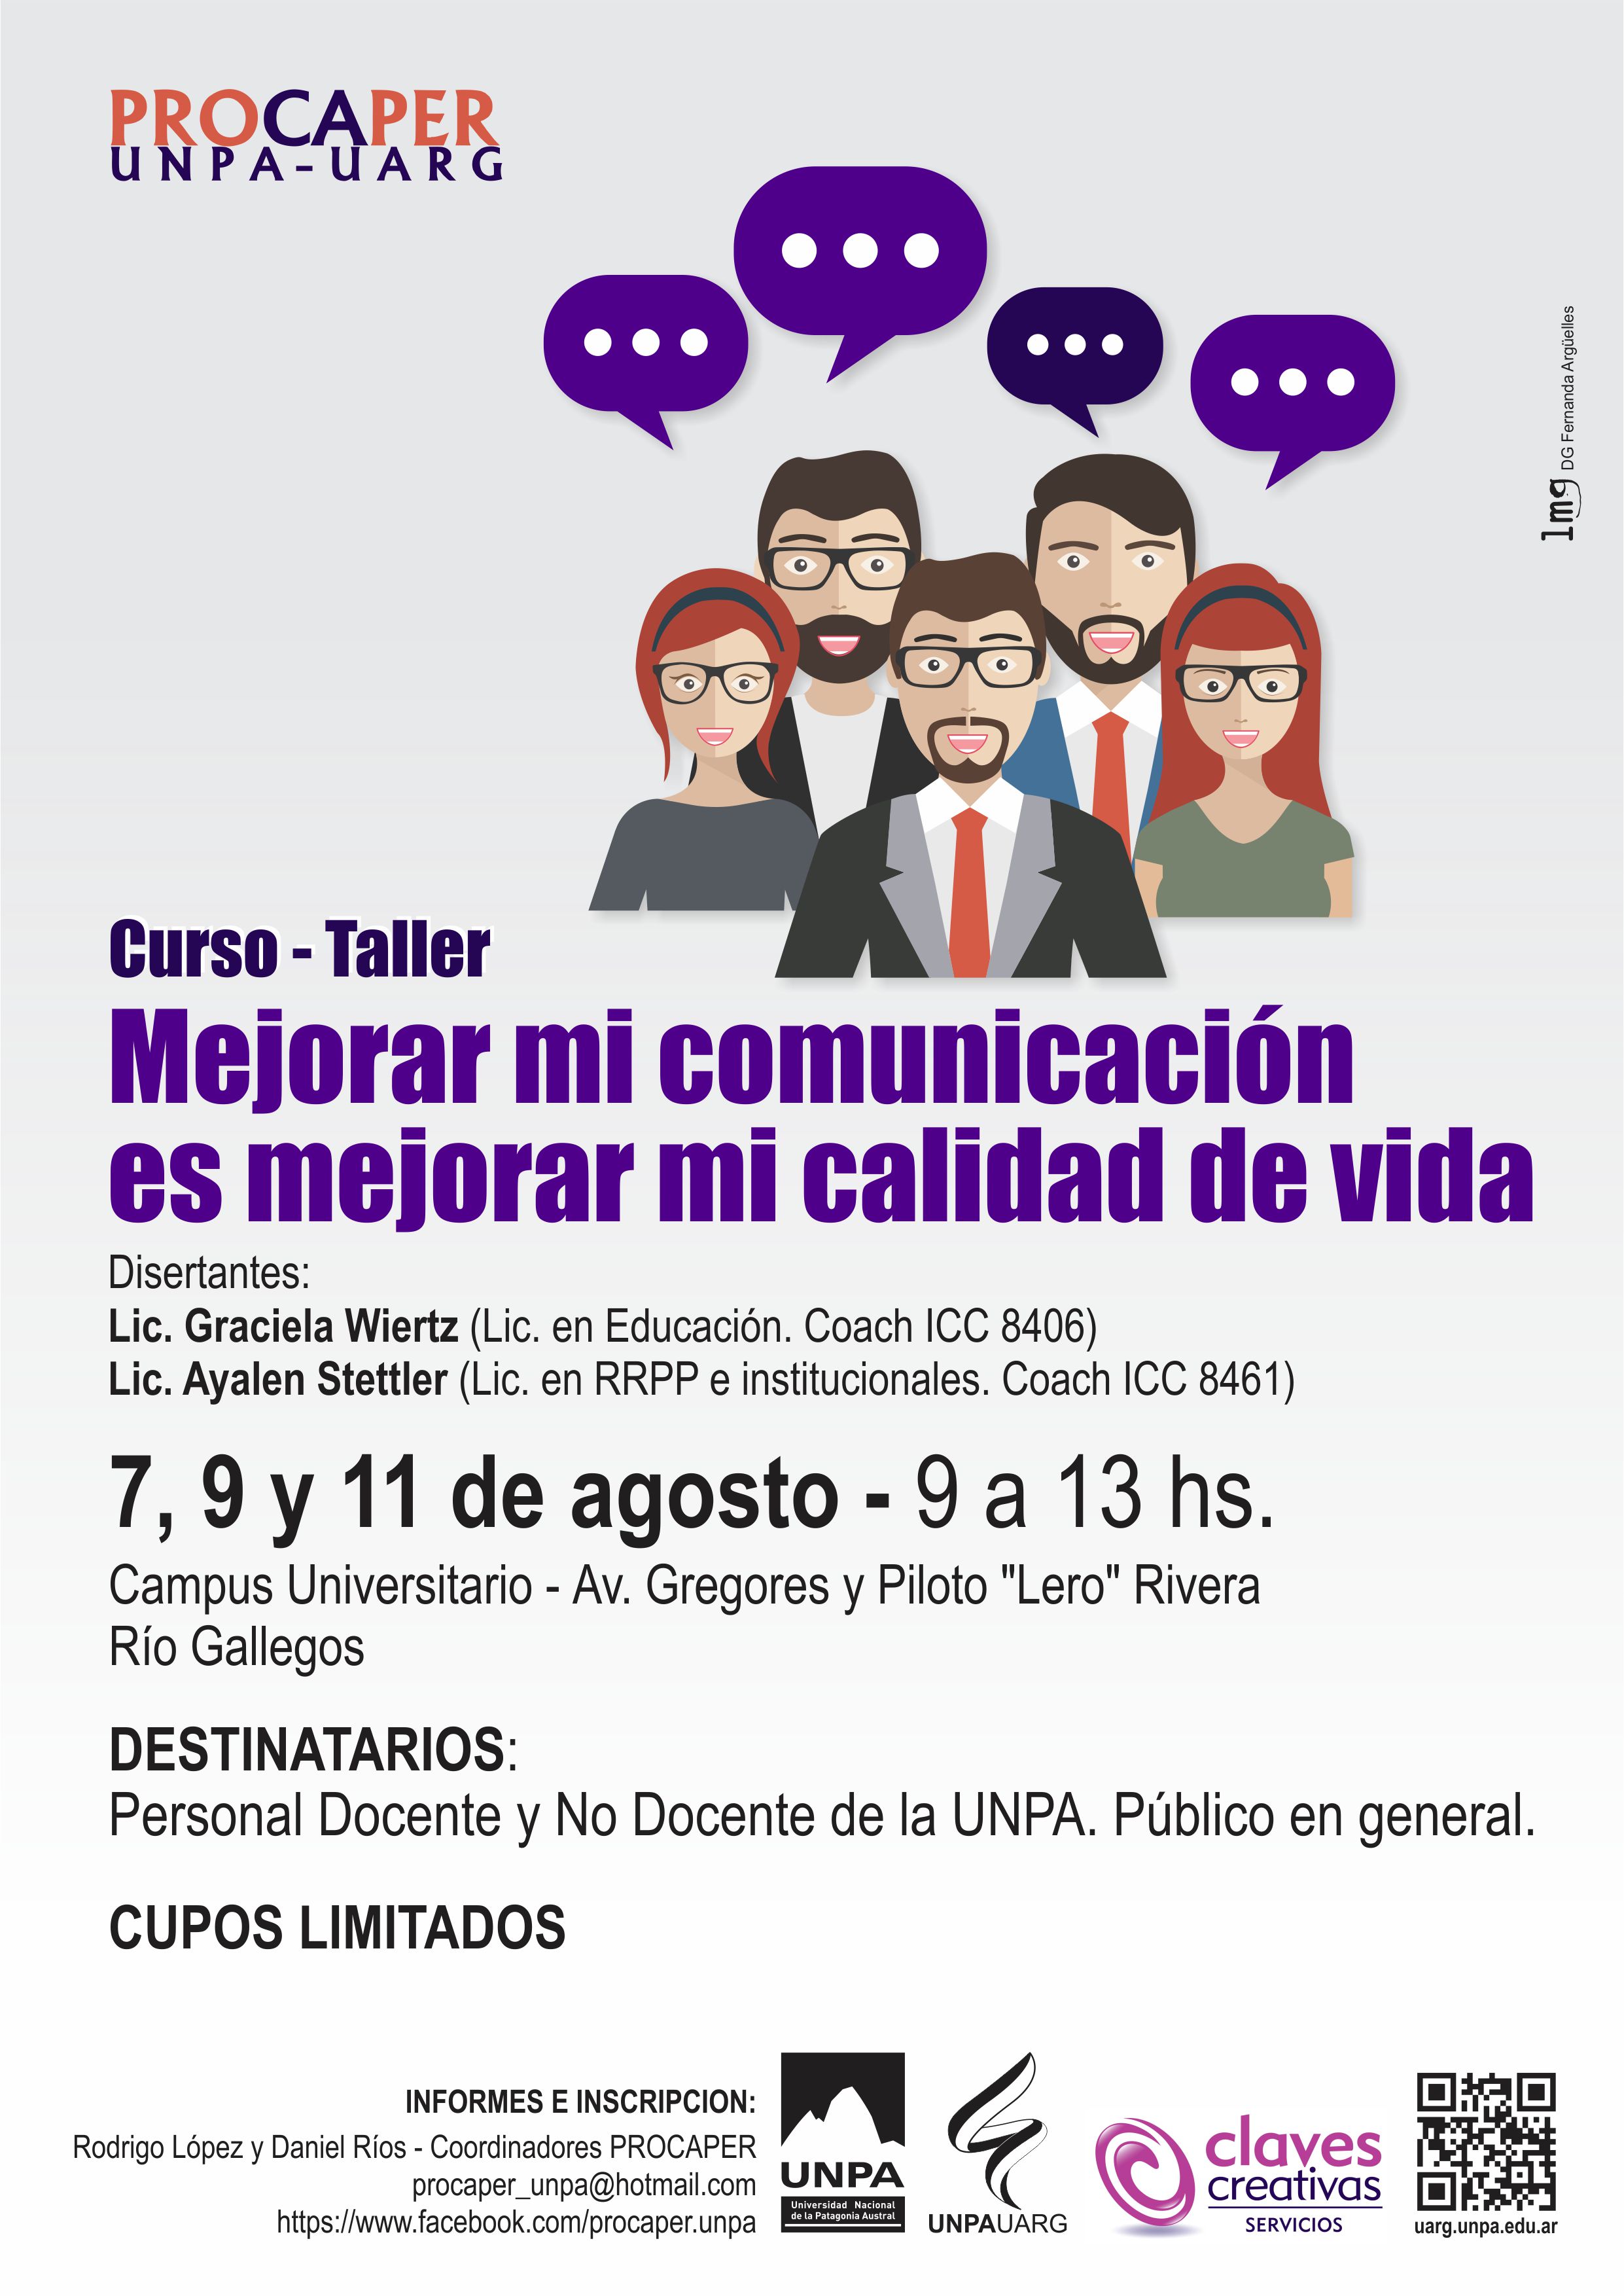 PROCAPER
UNPA-UARG
lmg DG Fernanda Argüelles
Curso - Taller
Mejorar mi comunicación
es mejorar mi calidad de vida
Disertantes:
Lic. Graciela Wiertz (Lic. en Educación. Coach ICC 8406)
Lic. Ayalen Stettler (Lic. en RRPP e institucionales. Coach ICC 8461)
7, 9 y 11 de agosto - 9 a 13 hs.
Campus Universitario - Av. Gregores y Piloto "Lero" Rivera
Río Gallegos
DESTINATARIOS:
Personal Docente y No Docente de la UNPA. Público en general.
CUPOS LIMITADOS
INFORMES E INSCRIPCION:
Rodrigo López y Daniel Ríos - Coordinadores PROCAPER
procaper_unpa@hotmail.com
https://www.facebook.com/procaper.unpa
UNPA
Universidad Nacional
de la Patagonia Austral
UNPAUARG
claves
creativas
SERVICIOS
uarg.unpa.edu.ar